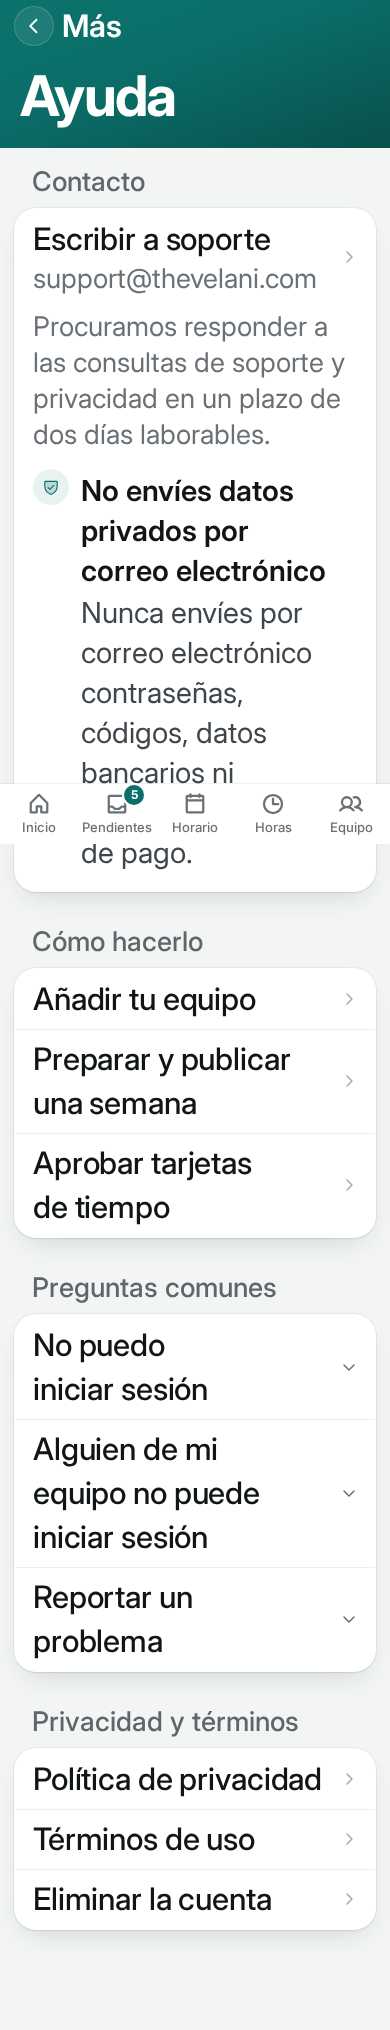 Más
Ayuda
Contacto
Escribir a soporte
support@thevelani.com
Procuramos responder a
las consultas de soporte y
privacidad en un plazo de
dos días laborables.
No envíes datos
privados por
correo electrónico
Nunca envíes por
correo electrónico
contraseñas,
códigos, datos
bancarios ni
5
Inicio
Pendientes
Horario
Horas
Equipo
de pago.
Cómo hacerlo
Añadir tu equipo
Preparar y publicar
una semana
Aprobar tarjetas
de tiempo
Preguntas comunes
No puedo
iniciar sesión
Alguien de mi
equipo no puede
iniciar sesión
Reportar un
problema
Privacidad y términos
Política de privacidad
Términos de uso
Eliminar la cuenta